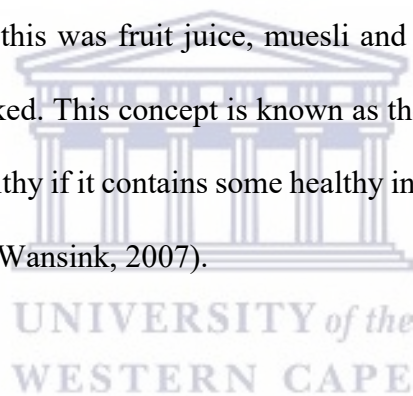 this was fruit juice, muesli and
ked. This concept is known as th
thy if it contains some healthy in
Wansink, 2007).
UNIVERSITY of the
WESTERN CAPE